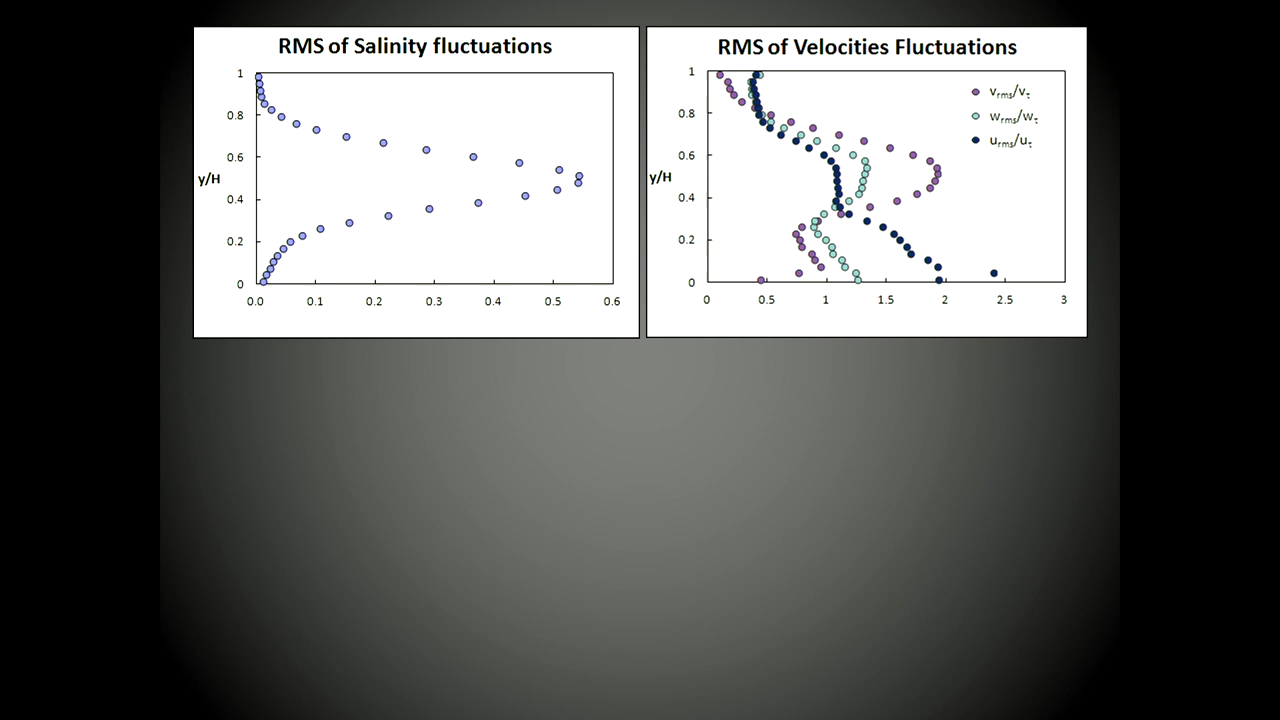 RMS of Salinity fluctuations
1
0.8
0.6
y/H
0.4
0.2
0
0.0 0.1 0.2 0.3 0.4 0.5 0.6
RMS of Velocities Fluctuations
1
0.8
0.6
y/H
0.4
0.2
0
0 0.5 1 1.5 2 2.5 3
vrms/vτ
wrms/wτ
urms/uτ